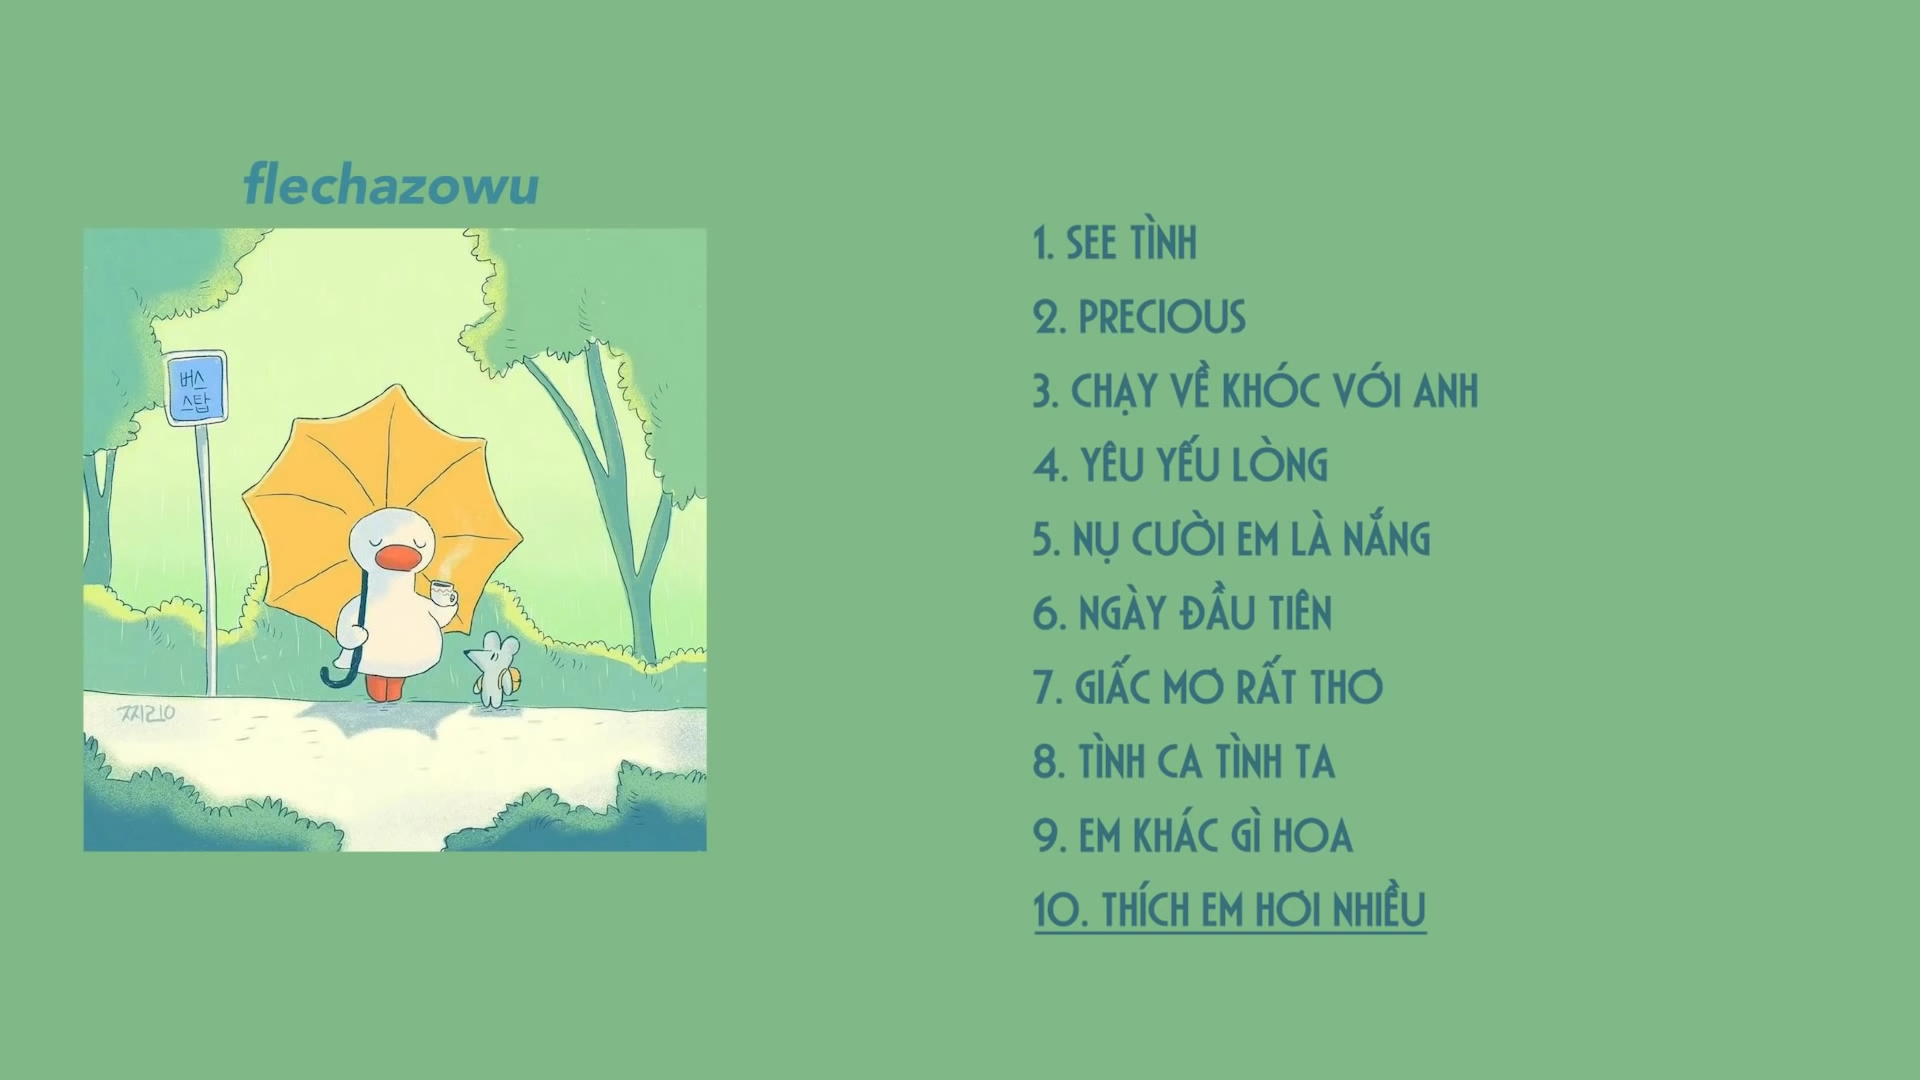 flechazowu
버스
스탑
찌리0
1. SEE TÌNH
2. PRECIOUS
3. CHẠY VỀ KHÓC VỚI ANH
4. YÊU YẾU LÒNG
5. NỤ CƯỜI EM LÀ NẮNG
6. NGÀY ĐẦU TIÊN
7. GIẤC MƠ RẤT THƠ
8. TÌNH CA TÌNH TA
9. EM KHÁC GÌ HOA
10. THÍCH EM HƠI NHIỀU